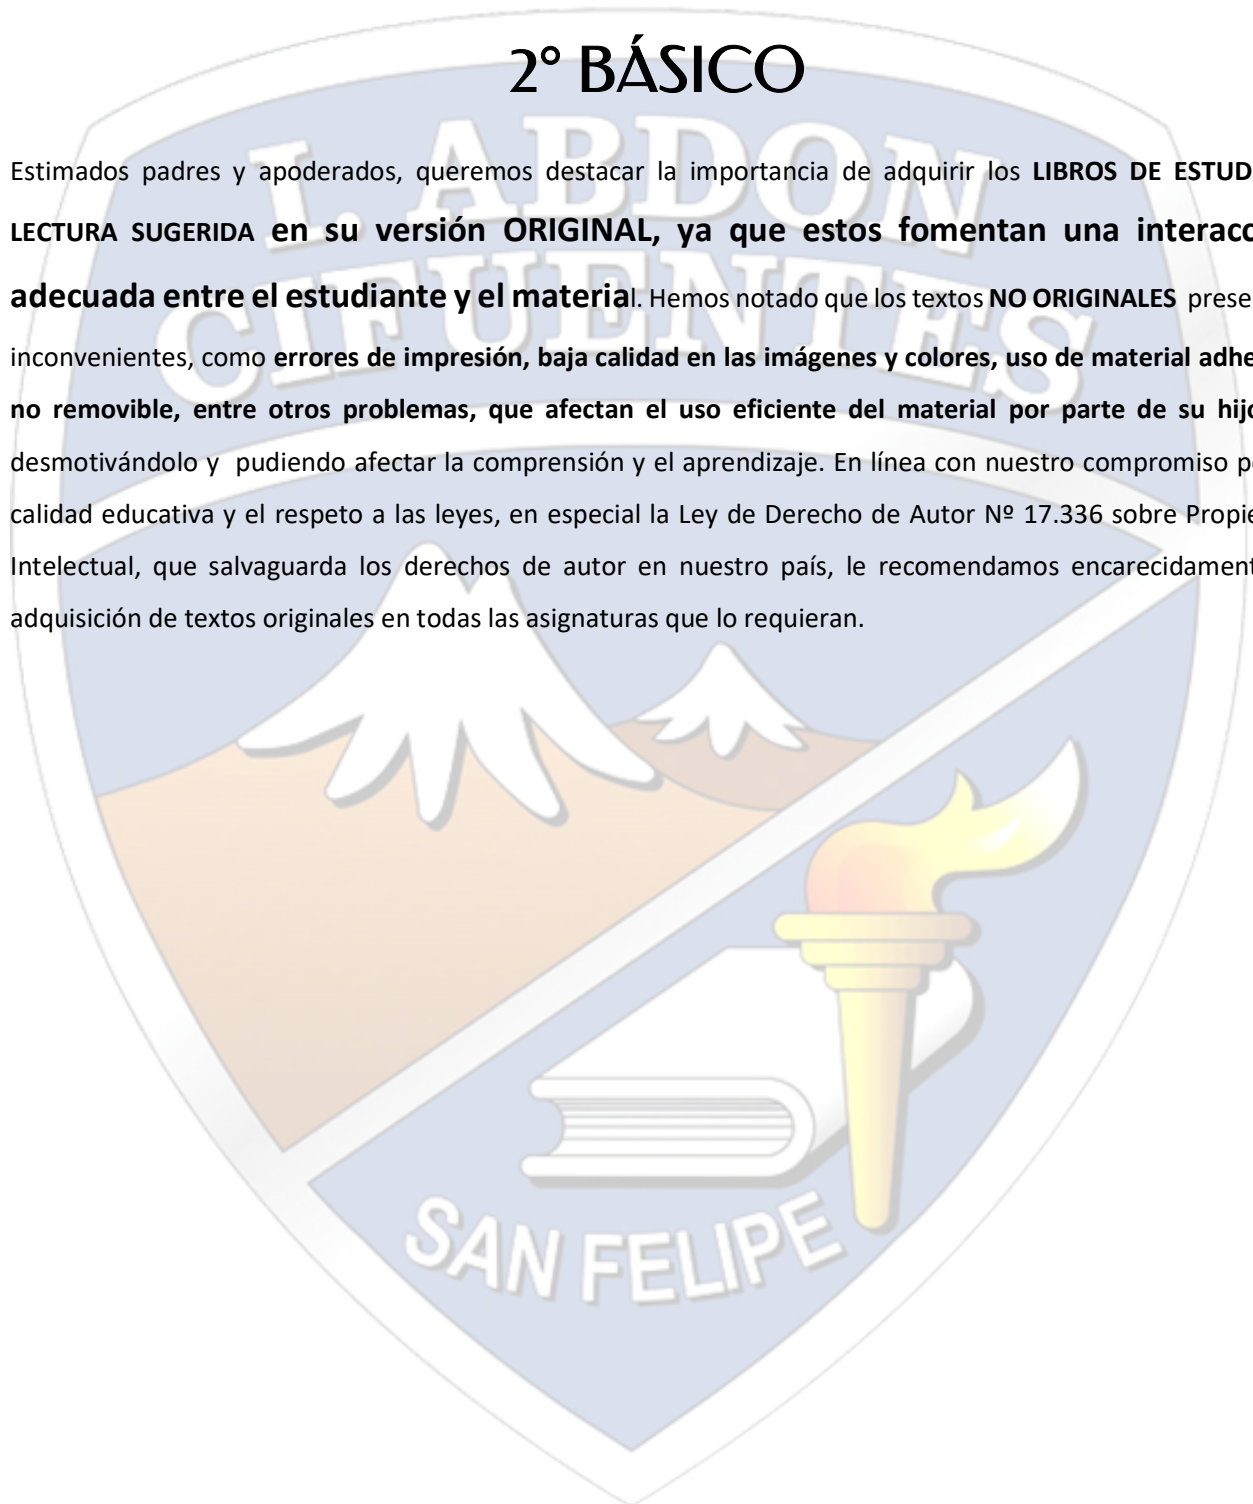 2° BÁSICO
Estimados padres y apoderados, queremos destacar la importancia de adquirir los LIBROS DE ESTUD
LECTURA SUGERIDA en su versión ORIGINAL, ya que estos fomentan una interacc
adecuada entre el estudiante y el material. Hemos notado que los textos NO ORIGINALES prese
inconvenientes, como errores de impresión, baja calidad en las imágenes y colores, uso de material adhe
no removible, entre otros problemas, que afectan el uso eficiente del material por parte de su hijo
desmotivándolo y pudiendo afectar la comprensión y el aprendizaje. En línea con nuestro compromiso po
calidad educativa y el respeto a las leyes, en especial la Ley de Derecho de Autor Nº 17.336 sobre Propie
Intelectual, que salvaguarda los derechos de autor en nuestro país, le recomendamos encarecidament
adquisición de textos originales en todas las asignaturas que lo requieran.
I. ABDON
CIFUENTES
SAN FELIPE